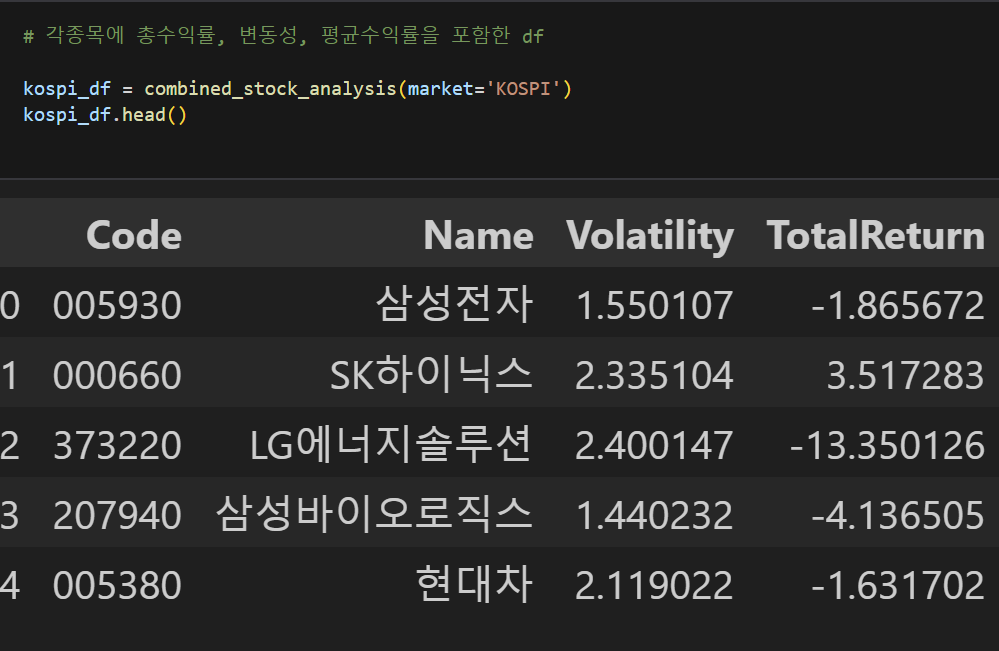 # 각종목에 총수익률, 변동성, 평균수익률을 포함한 df
kospi_df = combined_stock_analysis(market='KOSPI')
kospi_df.head()
Code Name Volatility TotalReturn
0 005930 삼성전자 1.550107 -1.865672
1 000660 SK하이닉스 2.335104 3.517283
2 373220 LG에너지솔루션 2.400147 -13.350126
3 207940 삼성바이오로직스 1.440232 -4.136505
4 005380 현대차 2.119022 -1.631702